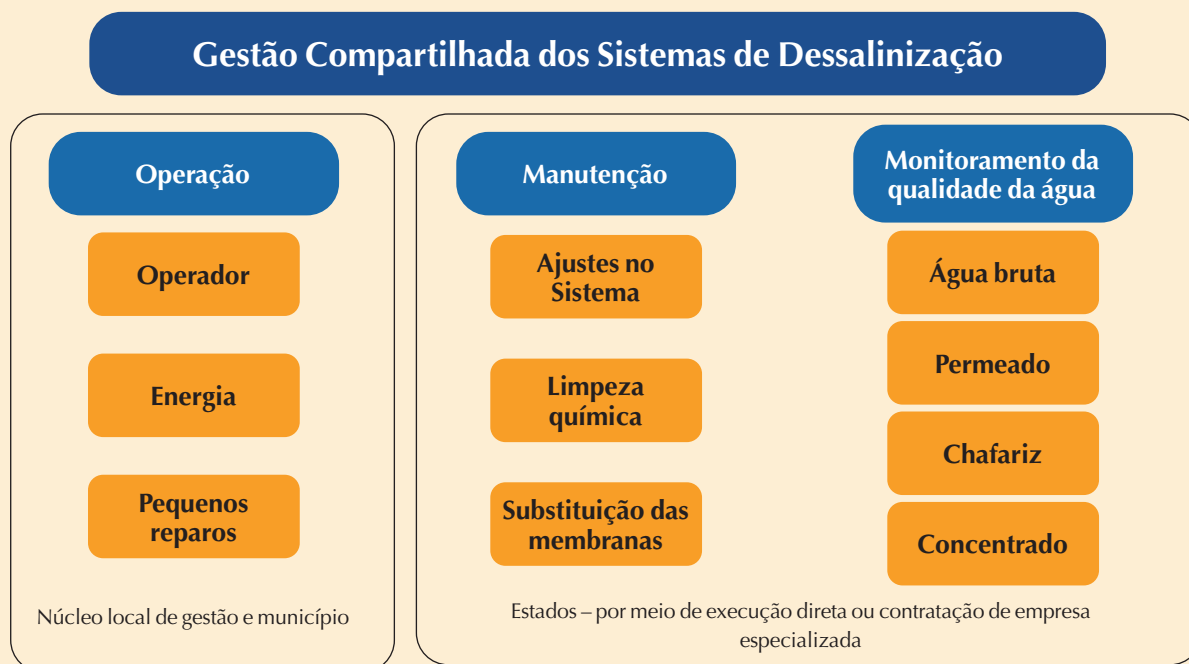 Gestão Compartilhada dos Sistemas de Dessalinização
Operação
Operador
Energia
Pequenos
reparos
Núcleo local de gestão e município
Manutenção
Ajustes no
Sistema
Limpeza
química
Substituição das
membranas
Monitoramento da
qualidade da água
Água bruta
Permeado
Chafariz
Concentrado
Estados – por meio de execução direta ou contratação de empresa
especializada